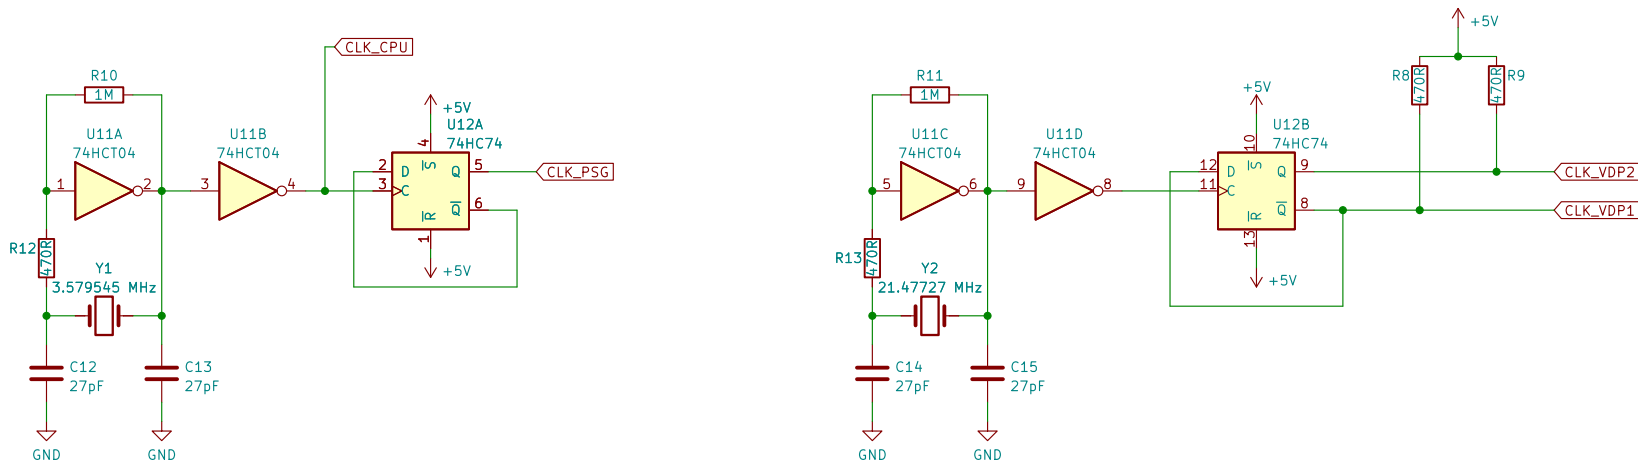 CLK_CPU
R10
1M
U11A
74HCT04
1
2
U11B
74HCT04
3
4
+5V
U12A
74HC74
4
S
2
D
Q
5
3
C
R
Q
6
1
+5V
CLK_PSG
R12
470R
Y1
3.579545 MHz
C12
27pF
C13
27pF
GND
GND
R11
1M
U11C
74HCT04
5
6
U11D
74HCT04
9
8
+5V
U12B
74HC74
10
S
12
D
Q
9
11
C
R
Q
8
13
+5V
+5V
R8
470R
R9
470R
CLK_VDP2
CLK_VDP1
R13
470R
Y2
21.47727 MHz
C14
27pF
C15
27pF
GND
GND